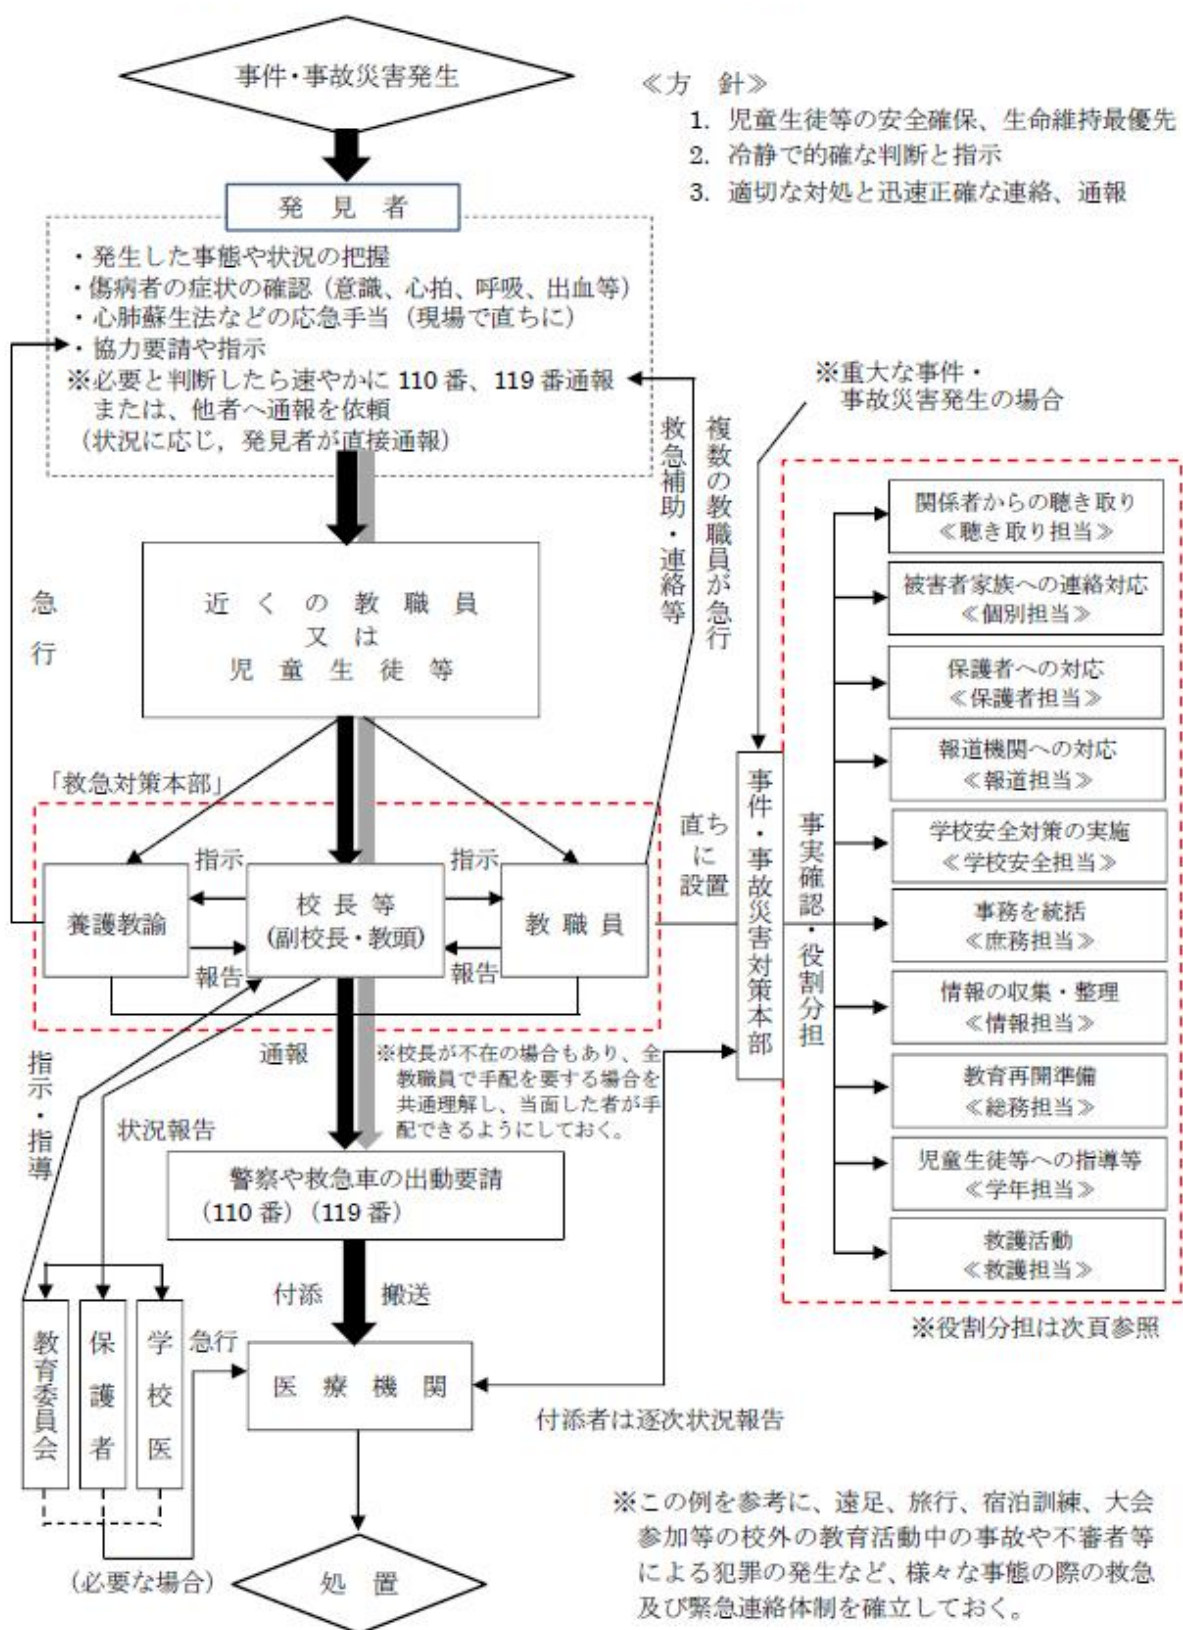 事件・事故災害発生
≪方　針≫
1. 児童生徒等の安全確保、生命維持最優先
2. 冷静で的確な判断と指示
3. 適切な対処と迅速正確な連絡、通報
発 見 者
・発生した事態や状況の把握
・傷病者の症状の確認（意識、心拍、呼吸、出血等）
・心肺蘇生法などの応急手当（現場で直ちに）
・協力要請や指示
※必要と判断したら速やかに 110 番、119 番通報
または、他者へ通報を依頼
（状況に応じ，発見者が直接通報）
急行
近 く の 教 職 員
又 は
児 童 生 徒 等
複数の教職員が急行
救急補助・連絡等
※重大な事件・
事故災害発生の場合
「救急対策本部」
指示
指示
養護教諭
校 長 等
(副校長・教頭)
教 職 員
報告
報告
直ち
に
設置
事件・事故災害対策本部
事実確認・役割分担
関係者からの聴き取り
≪聴き取り担当≫
被害者家族への連絡対応
≪個別担当≫
保護者への対応
≪保護者担当≫
報道機関への対応
≪報道担当≫
学校安全対策の実施
≪学校安全担当≫
事務を統括
≪庶務担当≫
情報の収集・整理
≪情報担当≫
教育再開準備
≪総務担当≫
児童生徒等への指導等
≪学年担当≫
救護活動
≪救護担当≫
※役割分担は次頁参照
通報
※校長が不在の場合もあり、全
教職員で手配を要する場合を
共通理解し、当面した者が手
配できるようにしておく。
指示・指導
状況報告
警察や救急車の出動要請
（110 番）（119 番）
付添
搬送
教育委員会
保護者
学校医
急行
医 療 機 関
付添者は逐次状況報告
(必要な場合)
処 置
※この例を参考に、遠足、旅行、宿泊訓練、大会
参加等の校外の教育活動中の事故や不審者等
による犯罪の発生など、様々な事態の際の救急
及び緊急連絡体制を確立しておく。